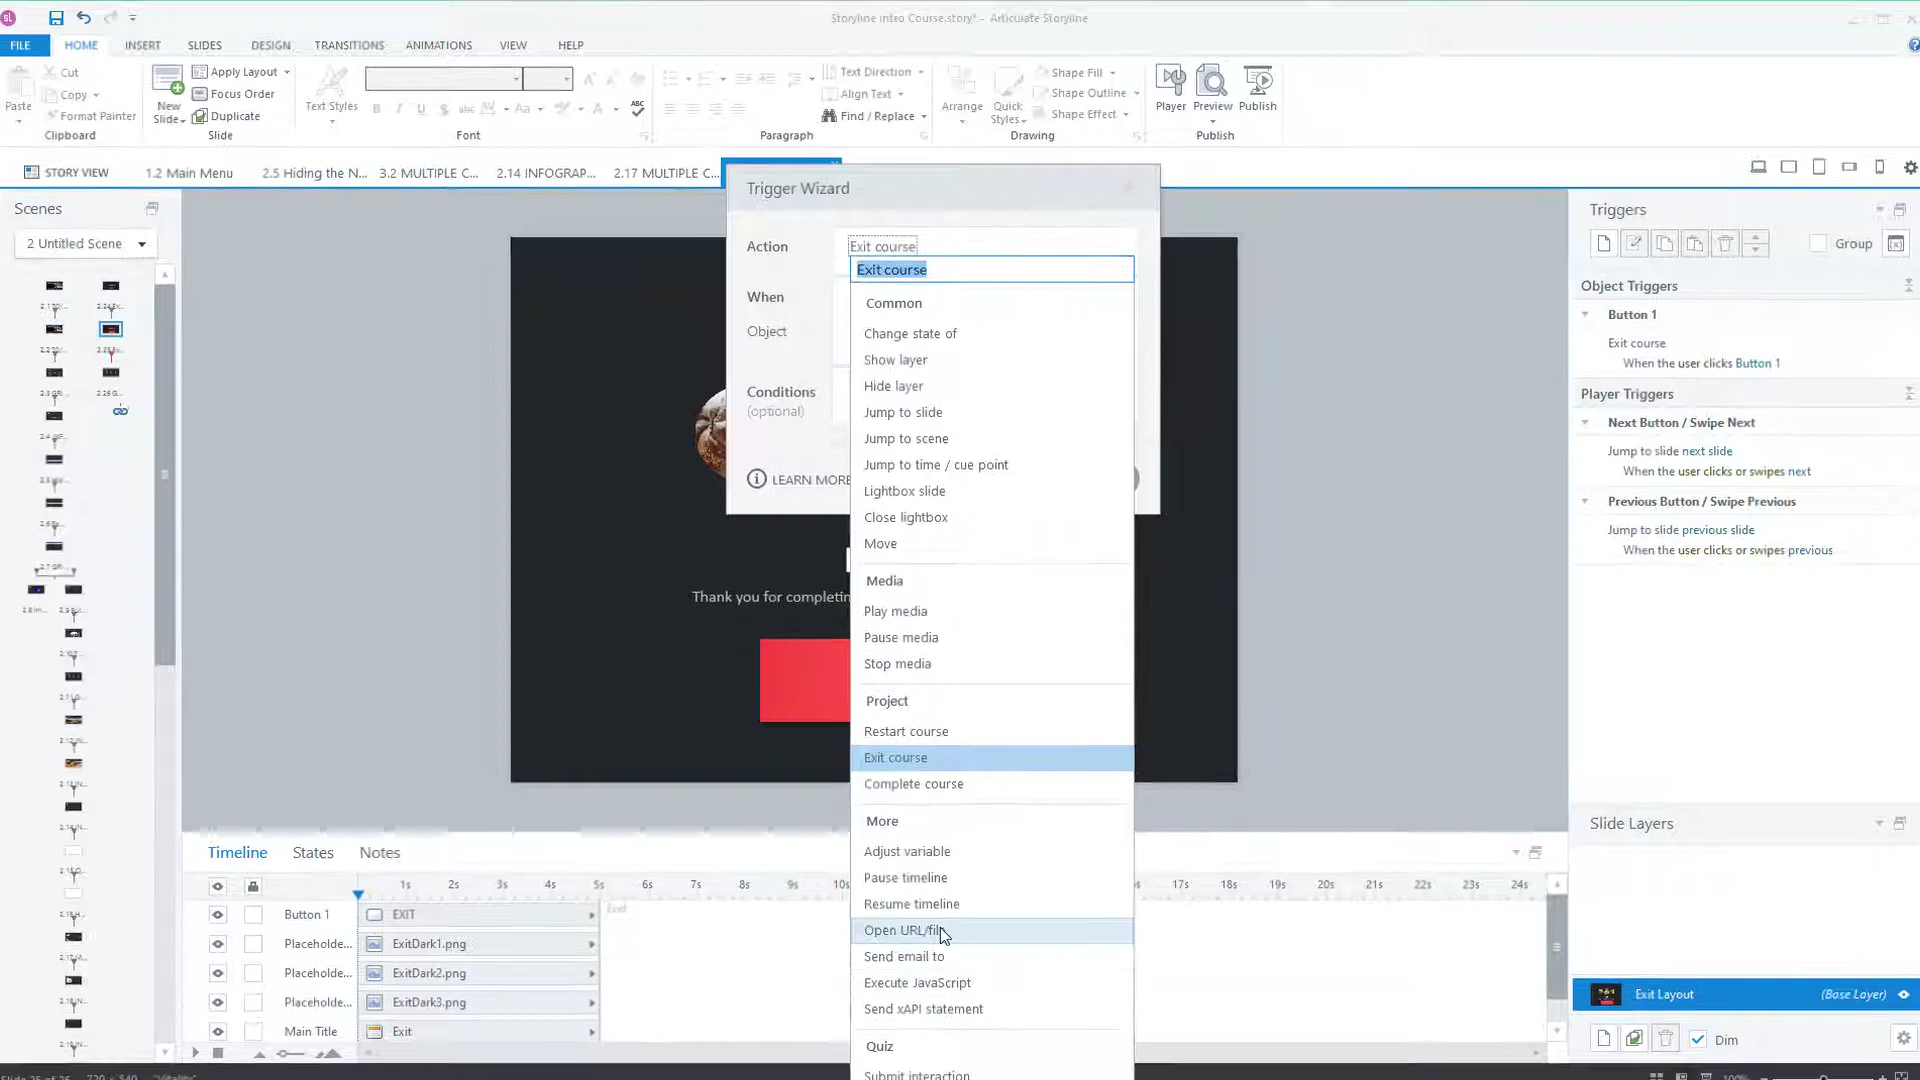 Storyline intro Course.story* - Articulate Storyline
FILE HOME INSERT SLIDES DESIGN TRANSITIONS ANIMATIONS VIEW HELP
Paste
Cut
Copy
Format Painter
Clipboard
New Slide
Apply Layout
Focus Order
Duplicate
Slide
Text Styles
B I U S abc Aa A ABC
Font
Text Direction
Align Text
Find / Replace
Paragraph
Arrange
Quick Styles
Shape Fill
Shape Outline
Shape Effect
Drawing
Player
Preview
Publish
Publish
STORY VIEW
1.2 Main Menu
2.5 Hiding the N...
3.2 MULTIPLE C...
2.14 INFOGRAP...
2.17 MULTIPLE C...
Scenes
2 Untitled Scene
Trigger Wizard
Action
Exit course
Exit course
When
Object
Conditions
(optional)
LEARN MORE
Common
Change state of
Show layer
Hide layer
Jump to slide
Jump to scene
Jump to time / cue point
Lightbox slide
Close lightbox
Move
Media
Play media
Pause media
Stop media
Project
Restart course
Exit course
Complete course
More
Adjust variable
Pause timeline
Resume timeline
Open URL/file
Send email to
Execute JavaScript
Send xAPI statement
Quiz
Submit interaction
Thank you for completin
Triggers
Group
Object Triggers
Button 1
Exit course
When the user clicks Button 1
Player Triggers
Next Button / Swipe Next
Jump to slide next slide
When the user clicks or swipes next
Previous Button / Swipe Previous
Jump to slide previous slide
When the user clicks or swipes previous
Slide Layers
Exit Layout (Base Layer)
Dim
Timeline States Notes
1s 2s 3s 4s 5s 6s 7s 8s 9s 10s 17s 18s 19s 20s 21s 22s 23s 24s
Button 1 EXIT End
Placeholde... ExitDark1.png
Placeholde... ExitDark2.png
Placeholde... ExitDark3.png
Main Title Exit